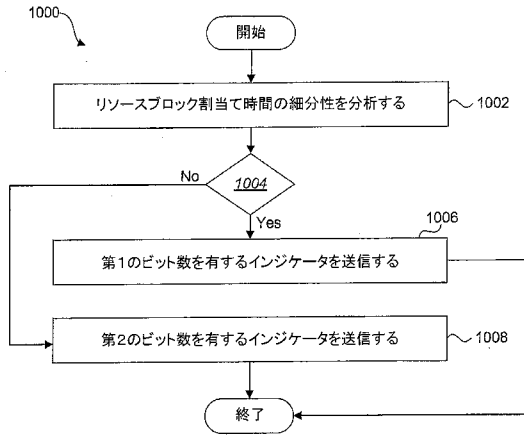 1000
開始
リソースブロック割当て時間の細分性を分析する
1002
No
1004
Yes
1006
第1のビット数を有するインジケータを送信する
第2のビット数を有するインジケータを送信する
1008
終了